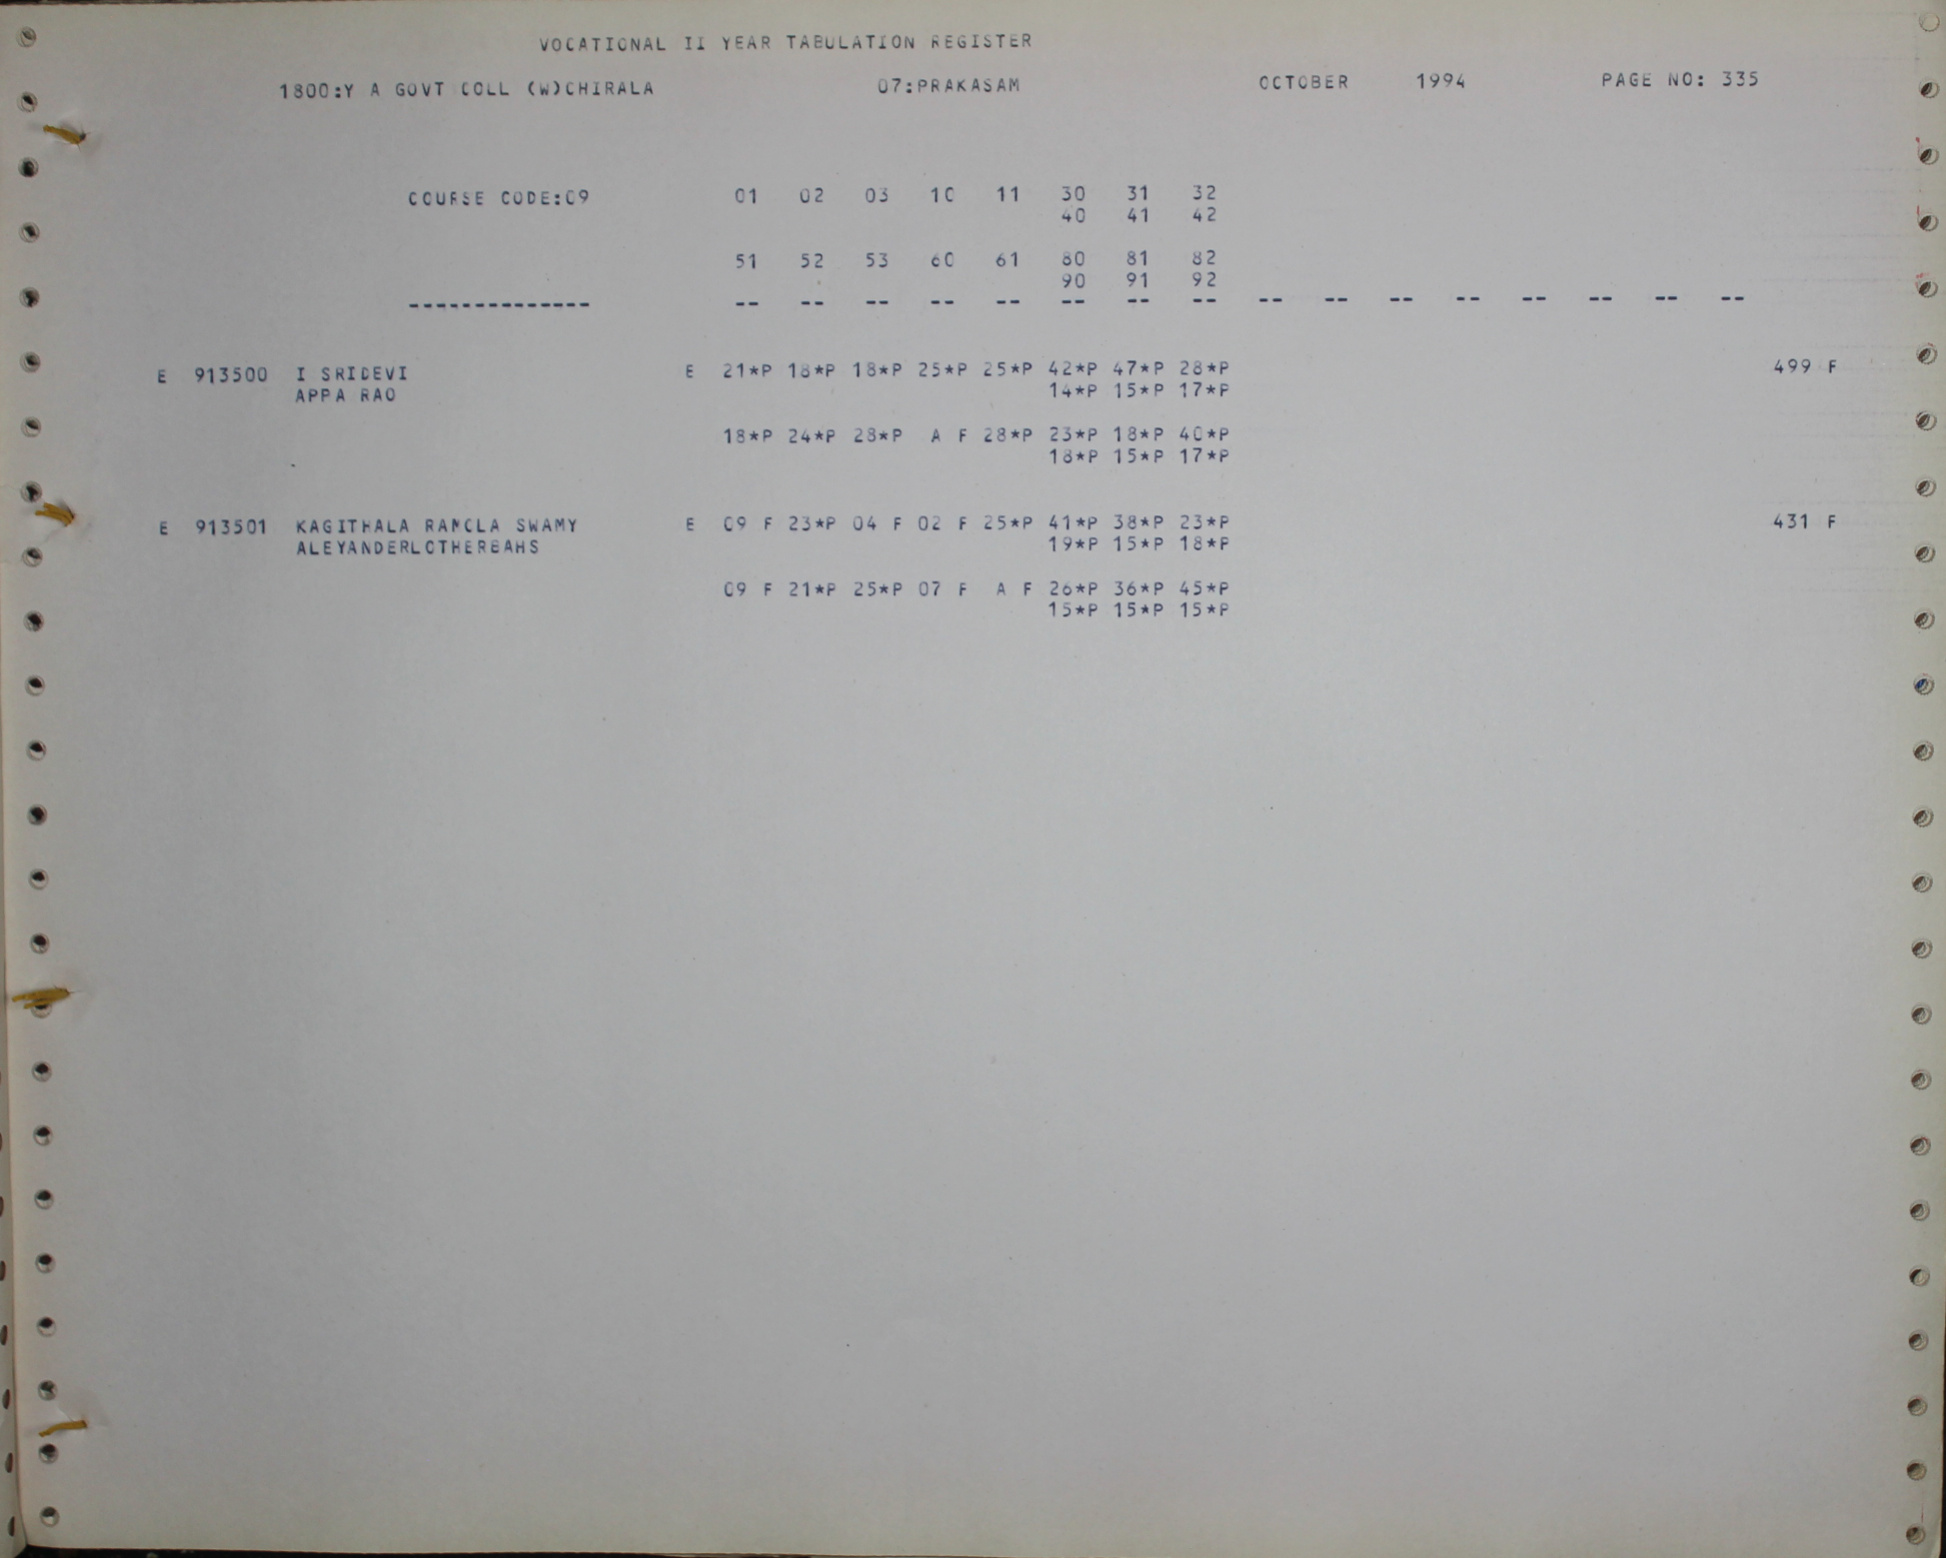 VOCATIONAL II YEAR TABULATION REGISTER
1800:Y A GOVT COLL (W)CHIRALA 07:PRAKASAM OCTOBER 1994 PAGE NO: 335
COURSE CODE:09 01 02 03 10 11 30 31 32
40 41 42
51 52 53 60 61 80 81 82
90 91 92
-------------- -- -- -- -- -- -- -- -- -- -- -- -- -- -- -- --
E 913500 I SRIDEVI E 21*P 18*P 18*P 25*P 25*P 42*P 47*P 28*P 499 F
APPA RAO 14*P 15*P 17*P
18*P 24*P 28*P A F 28*P 23*P 18*P 40*P
18*P 15*P 17*P
E 913501 KAGITHALA RAMOLA SWAMY E 09 F 23*P 04 F 02 F 25*P 41*P 38*P 23*P 431 F
ALEYANDERLOTHEREAHS 19*P 15*P 18*P
09 F 21*P 25*P 07 F A F 26*P 36*P 45*P
15*P 15*P 15*P